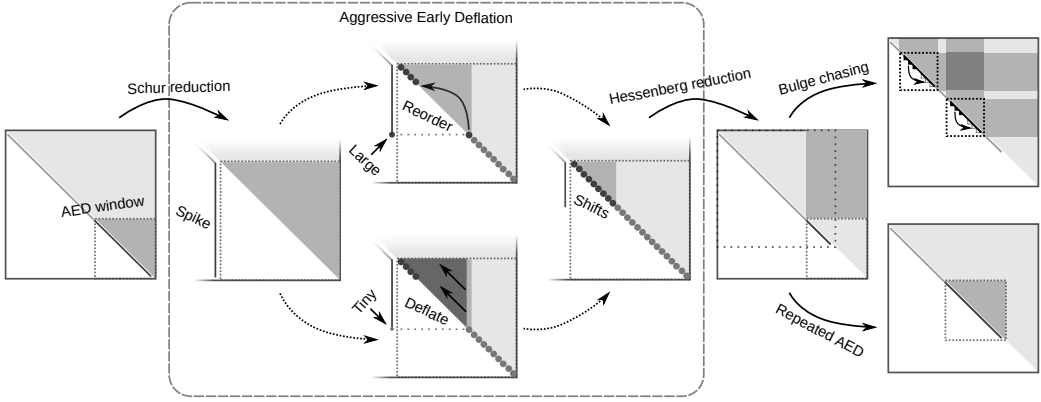 Aggressive Early Deflation
Schur reduction
AED window
Spike
Reorder
Large
Tiny
Deflate
Shifts
Hessenberg reduction
Bulge chasing
Repeated AED